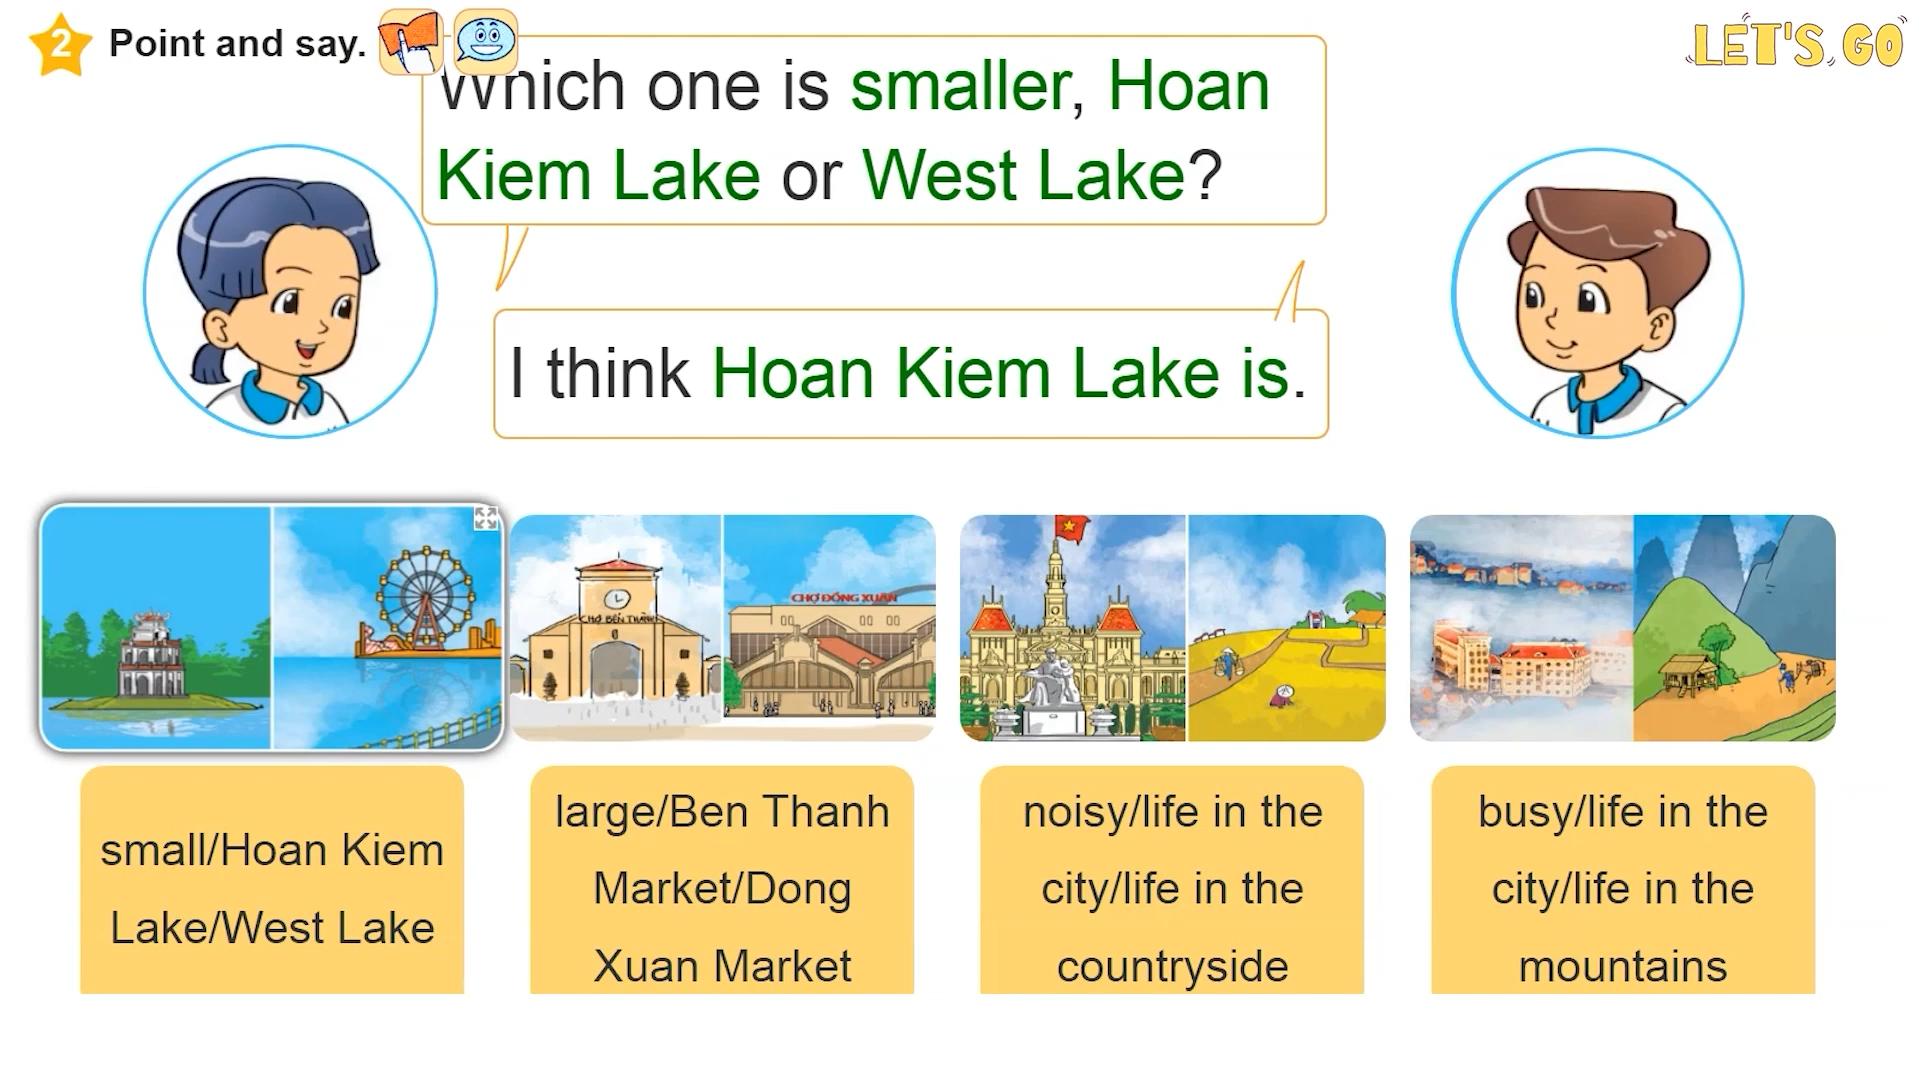 2 Point and say.
LET'S GO
Which one is smaller, Hoan
Kiem Lake or West Lake?
I think Hoan Kiem Lake is.
CHỢ BẾN THÀNH
CHỢ ĐỒNG XUÂN
small/Hoan Kiem
Lake/West Lake
large/Ben Thanh
Market/Dong
Xuan Market
noisy/life in the
city/life in the
countryside
busy/life in the
city/life in the
mountains